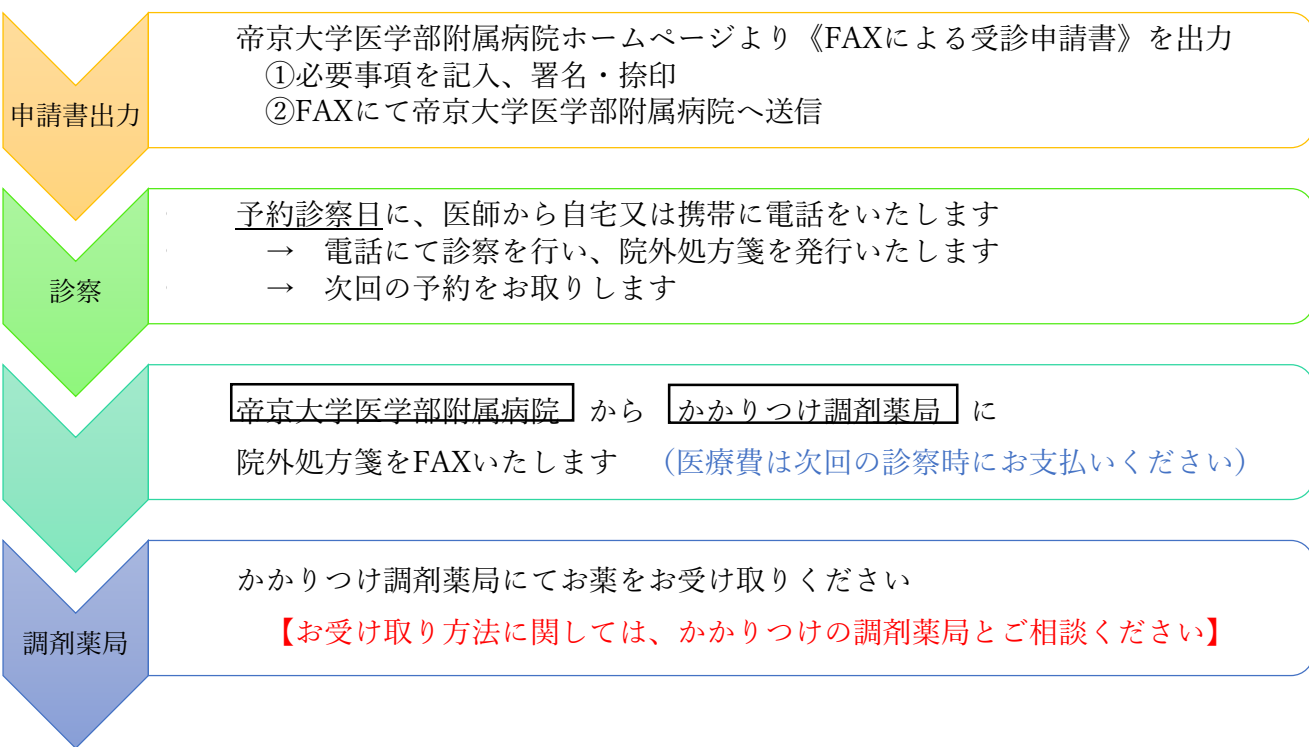 申請書出力
帝京大学医学部附属病院ホームページより《FAXによる受診申請書》を出力
①必要事項を記入、署名・捺印
②FAXにて帝京大学医学部附属病院へ送信
診察
予約診察日に、医師から自宅又は携帯に電話をいたします
→ 電話にて診察を行い、院外処方箋を発行いたします
→ 次回の予約をお取りします
帝京大学医学部附属病院 から かかりつけ調剤薬局 に
院外処方箋をFAXいたします (医療費は次回の診察時にお支払いください)
調剤薬局
かかりつけ調剤薬局にてお薬をお受け取りください
【お受け取り方法に関しては、かかりつけの調剤薬局とご相談ください】